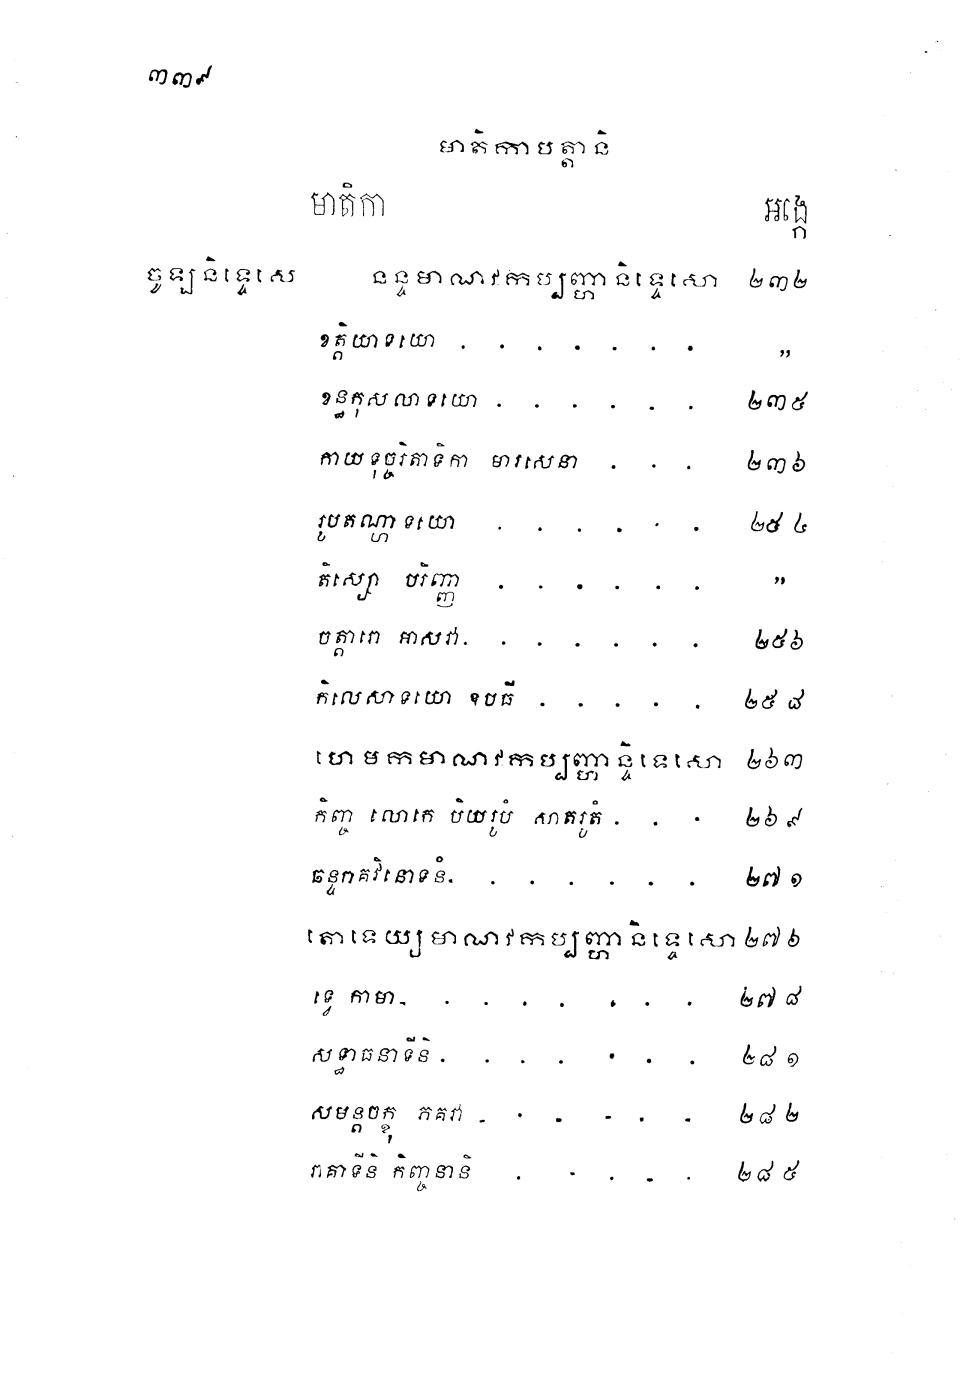 ៣៣៩
មាតិកាបត្តានិ
មាតិកា អង្កេ
ចូឡនិទ្ទេសេ នន្ទមាណវកប្បញ្ហានិទ្ទេសោ ២៣២
ខត្តិយាទយោ . . . . . . . ”
ខន្ធកុសលាទយោ . . . . . . ២៣៥
កាយទុច្ចរិតាទិកា មារសេនា . . . ២៣៦
រូបតណ្ហាទយោ . . . . . . ២៥៤
តិស្សោ បរិញ្ញា . . . . . . ”
ចត្តារោ អាសវា . . . . . . . ២៥៦
កិលេសាទយោ ឧបធី . . . . . ២៥៨
ហេមកមាណវកប្បញ្ហានិ្ទទេសោ ២៦៣
កិញ្ច លោកេ បិយរូបំ សាតរូតំ . . . ២៦៩
ឆន្ទកគវិនោទនំ . . . . . . . ២៧១
តោទេយ្យមាណវកប្បញ្ហានិទ្ទេសោ ២៧៦
ទ្វេ កាមា . . . . . . . . ២៧៨
សទ្ធាធនាទីនិ . . . . . . . ២៨១
សមន្តចក្ខុ ភគវា . . . . . . ២៨២
រាគាទីនិ កិញ្ចនានិ . . . . . ២៨៥